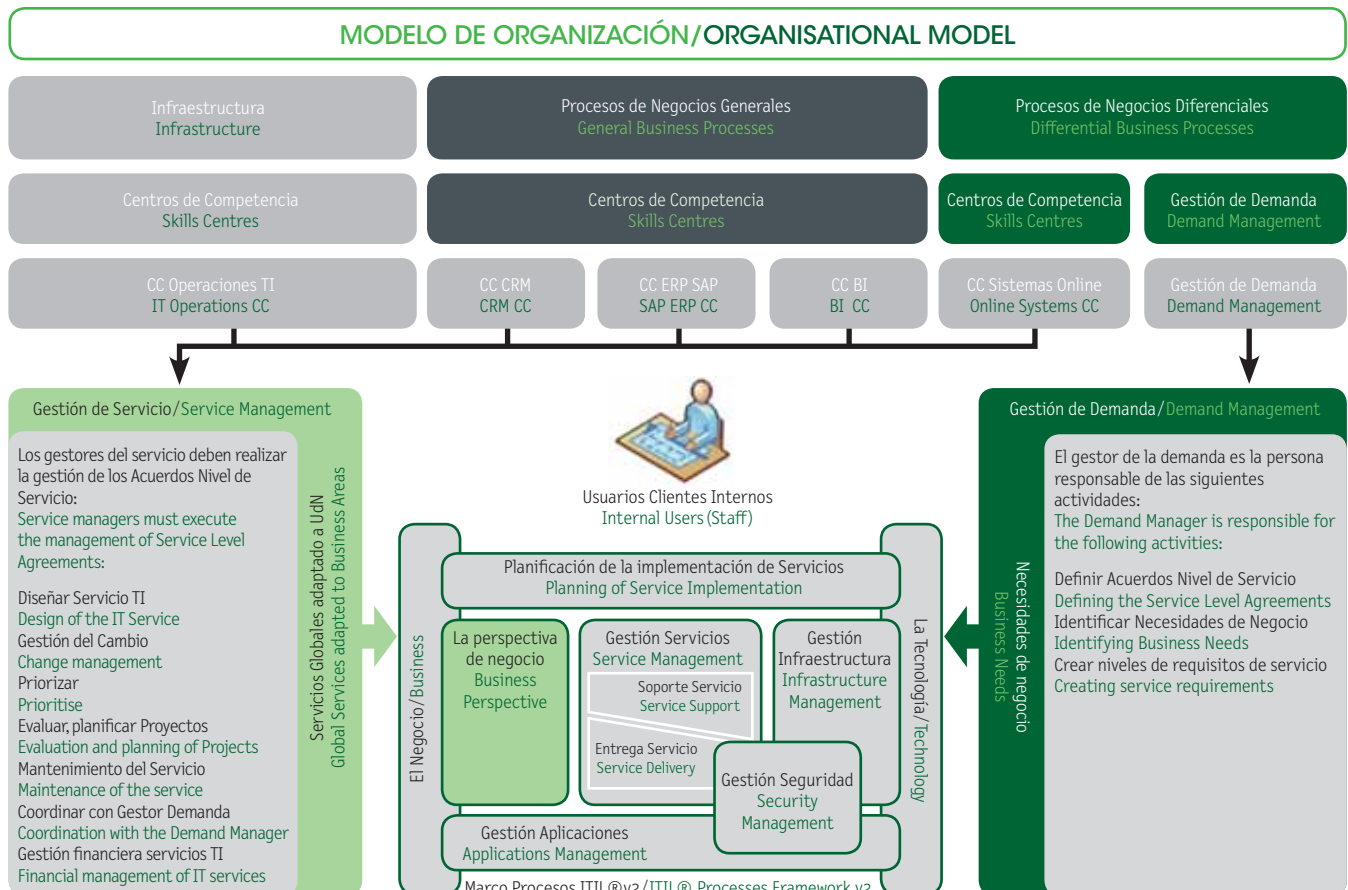 MODELO DE ORGANIZACIÓN/ORGANISATIONAL MODEL
Infraestructura
Infrastructure
Procesos de Negocios Generales
General Business Processes
Procesos de Negocios Diferenciales
Differential Business Processes
Centros de Competencia
Skills Centres
Centros de Competencia
Skills Centres
Centros de Competencia
Skills Centres
Gestión de Demanda
Demand Management
CC Operaciones TI
IT Operations CC
CC CRM
CRM CC
CC ERP SAP
SAP ERP CC
CC BI
BI CC
CC Sistemas Online
Online Systems CC
Gestión de Demanda
Demand Management
Gestión de Servicio/Service Management
Los gestores del servicio deben realizar
la gestión de los Acuerdos Nivel de
Servicio:
Service managers must execute
the management of Service Level
Agreements:
Diseñar Servicio TI
Design of the IT Service
Gestión del Cambio
Change management
Priorizar
Prioritise
Evaluar, planificar Proyectos
Evaluation and planning of Projects
Mantenimiento del Servicio
Maintenance of the service
Coordinar con Gestor Demanda
Coordination with the Demand Manager
Gestión financiera servicios TI
Financial management of IT services
Servicios Globales adaptado a UdN
Global Services adapted to Business Areas
Usuarios Clientes Internos
Internal Users (Staff)
El Negocio/Business
Planificación de la implementación de Servicios
Planning of Service Implementation
La perspectiva
de negocio
Business
Perspective
Gestión Servicios
Service Management
Soporte Servicio
Service Support
Entrega Servicio
Service Delivery
Gestión
Infraestructura
Infrastructure
Management
Gestión Seguridad
Security
Management
Gestión Aplicaciones
Applications Management
La Tecnología/Technology
Marco Procesos ITIL®v2/ITIL® Processes Framework v2
Gestión de Demanda/Demand Management
Necesidades de negocio
Business Needs
El gestor de la demanda es la persona
responsable de las siguientes
actividades:
The Demand Manager is responsible for
the following activities:
Definir Acuerdos Nivel de Servicio
Defining the Service Level Agreements
Identificar Necesidades de Negocio
Identifying Business Needs
Crear niveles de requisitos de servicio
Creating service requirements